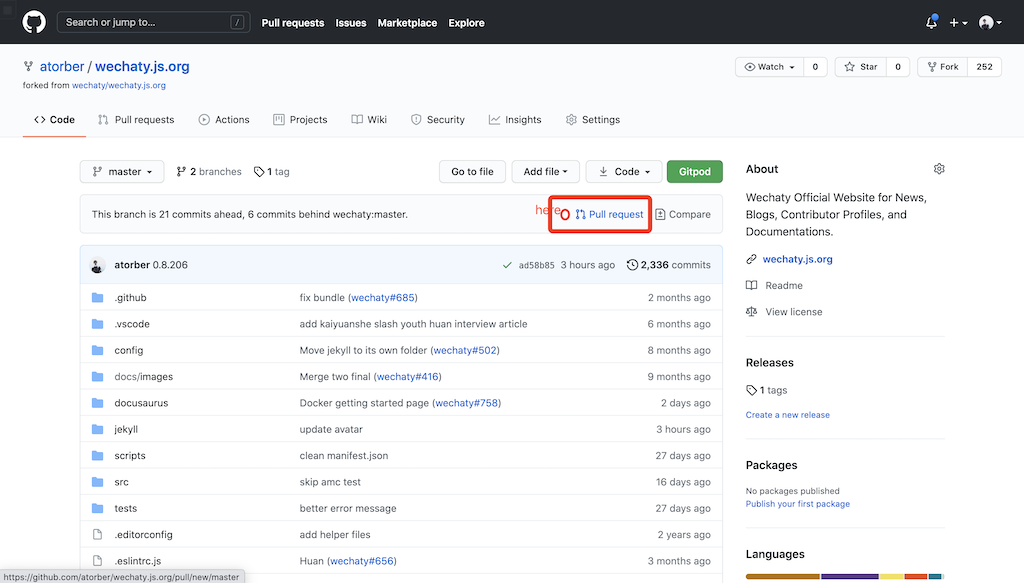 Search or jump to... /
Pull requests Issues Marketplace Explore
atorber / wechaty.js.org
forked from wechaty/wechaty.js.org
Watch 0 Star 0 Fork 252
Code Pull requests Actions Projects Wiki Security Insights Settings
master 2 branches 1 tag Go to file Add file Code Gitpod
This branch is 21 commits ahead, 6 commits behind wechaty:master. here Pull request Compare
atorber 0.8.206 ad58b85 3 hours ago 2,336 commits
.github fix bundle (wechaty#685) 2 months ago
.vscode add kaiyuanshe slash youth huan interview article 6 months ago
config Move jekyll to its own folder (wechaty#502) 8 months ago
docs/images Merge two final (wechaty#416) 9 months ago
docusaurus Docker getting started page (wechaty#758) 2 days ago
jekyll update avatar 3 hours ago
scripts clean manifest.json 27 days ago
src skip amc test 16 days ago
tests better error message 27 days ago
.editorconfig add helper files 2 years ago
.eslintrc.js Huan (wechaty#656) 3 months ago
About
Wechaty Official Website for News,
Blogs, Contributor Profiles, and
Documentations.
wechaty.js.org
Readme
View license
Releases
1 tags
Create a new release
Packages
No packages published
Publish your first package
Languages
https://github.com/atorber/wechaty.js.org/pull/new/master